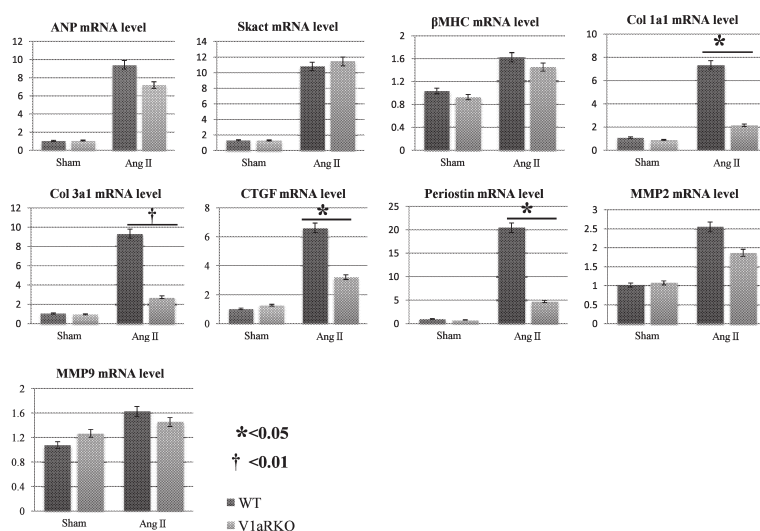 ANP mRNA level
12
10
8
6
4
2
0
Sham
Ang II
Skact mRNA level
12
10
8
6
4
2
0
Sham
Ang II
βMHC mRNA level
2
1.6
1.2
0.8
0.4
0
Sham
Ang II
Col 1a1 mRNA level
*
8
6
4
2
0
Sham
Ang II
Col 3a1 mRNA level
†
10
8
6
4
2
0
Sham
Ang II
CTGF mRNA level
*
8
6
4
2
0
Sham
Ang II
Periostin mRNA level
*
25
20
15
10
5
0
Sham
Ang II
MMP2 mRNA level
3
2.5
2
1.5
1
0.5
0
Sham
Ang II
MMP9 mRNA level
2
1.6
1.2
0.8
0.4
0
Sham
Ang II
*<0.05
† <0.01
WT
V1aRKO